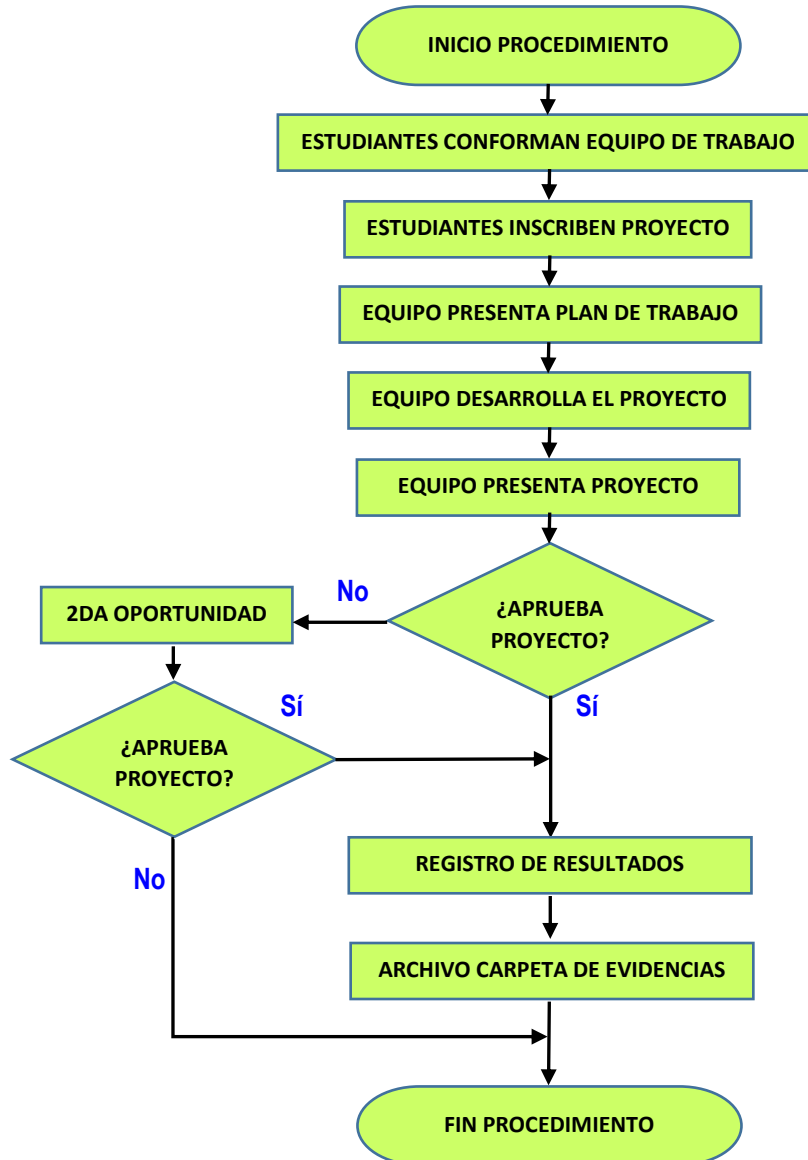 INICIO PROCEDIMIENTO
ESTUDIANTES CONFORMAN EQUIPO DE TRABAJO
ESTUDIANTES INSCRIBEN PROYECTO
EQUIPO PRESENTA PLAN DE TRABAJO
EQUIPO DESARROLLA EL PROYECTO
EQUIPO PRESENTA PROYECTO
¿APRUEBA
PROYECTO?
No
Sí
2DA OPORTUNIDAD
¿APRUEBA
PROYECTO?
Sí
No
REGISTRO DE RESULTADOS
ARCHIVO CARPETA DE EVIDENCIAS
FIN PROCEDIMIENTO